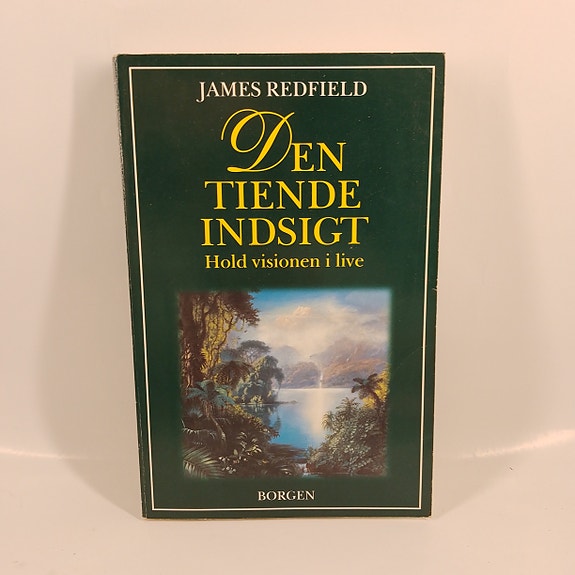 JAMES REDFIELD
DEN
TIENDE
INDSIGT
Hold visionen i live
BORGEN